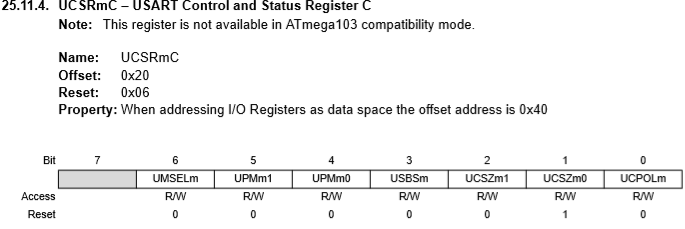 25.11.4. UCSRmC – USART Control and Status Register C
Note: This register is not available in ATmega103 compatibility mode.
Name: UCSRmC
Offset: 0x20
Reset: 0x06
Property: When addressing I/O Registers as data space the offset address is 0x40
Bit 7 6 5 4 3 2 1 0
UMSELm UPMm1 UPMm0 USBSm UCSZm1 UCSZm0 UCPOLm
Access R/W R/W R/W R/W R/W R/W R/W
Reset 0 0 0 0 0 1 0